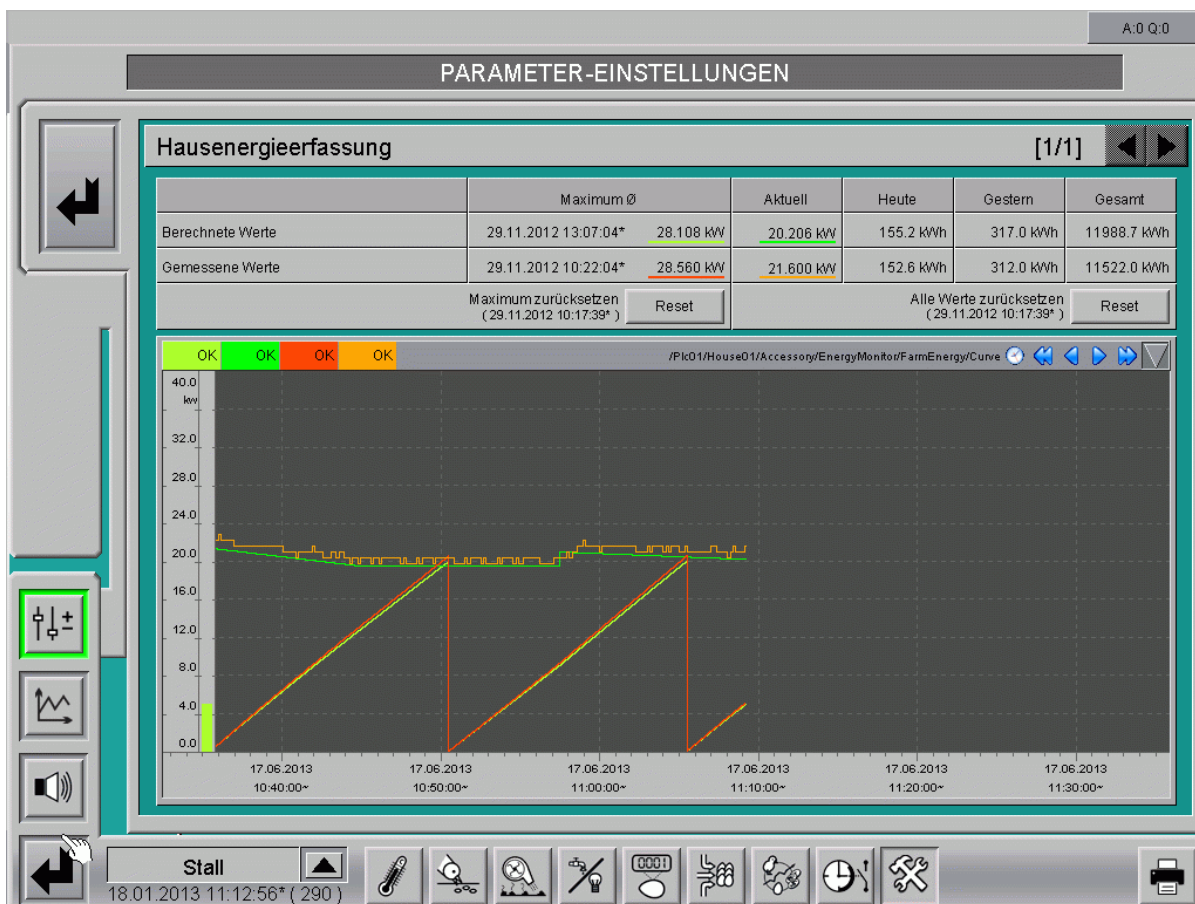 A:0 Q:0
PARAMETER-EINSTELLUNGEN
Hausenergieerfassung [1/1]
Maximum Ø Aktuell Heute Gestern Gesamt
Berechnete Werte 29.11.2012 13:07:04* 28.108 kW 20.206 kW 155.2 kWh 317.0 kWh 11988.7 kWh
Gemessene Werte 29.11.2012 10:22:04* 28.560 kW 21.600 kW 152.6 kWh 312.0 kWh 11522.0 kWh
Maximum zurücksetzen
( 29.11.2012 10:17:39* )
Reset
Alle Werte zurücksetzen
( 29.11.2012 10:17:39* )
Reset
OK OK OK OK /Plc01/House01/Accessory/EnergyMonitor/FarmEnergy/Curve
40.0
kW
32.0
28.0
24.0
20.0
16.0
12.0
8.0
4.0
0.0
17.06.2013 17.06.2013 17.06.2013 17.06.2013 17.06.2013 17.06.2013
10:40:00~ 10:50:00~ 11:00:00~ 11:10:00~ 11:20:00~ 11:30:00~
Stall
18.01.2013 11:12:56* ( 290 )
0001